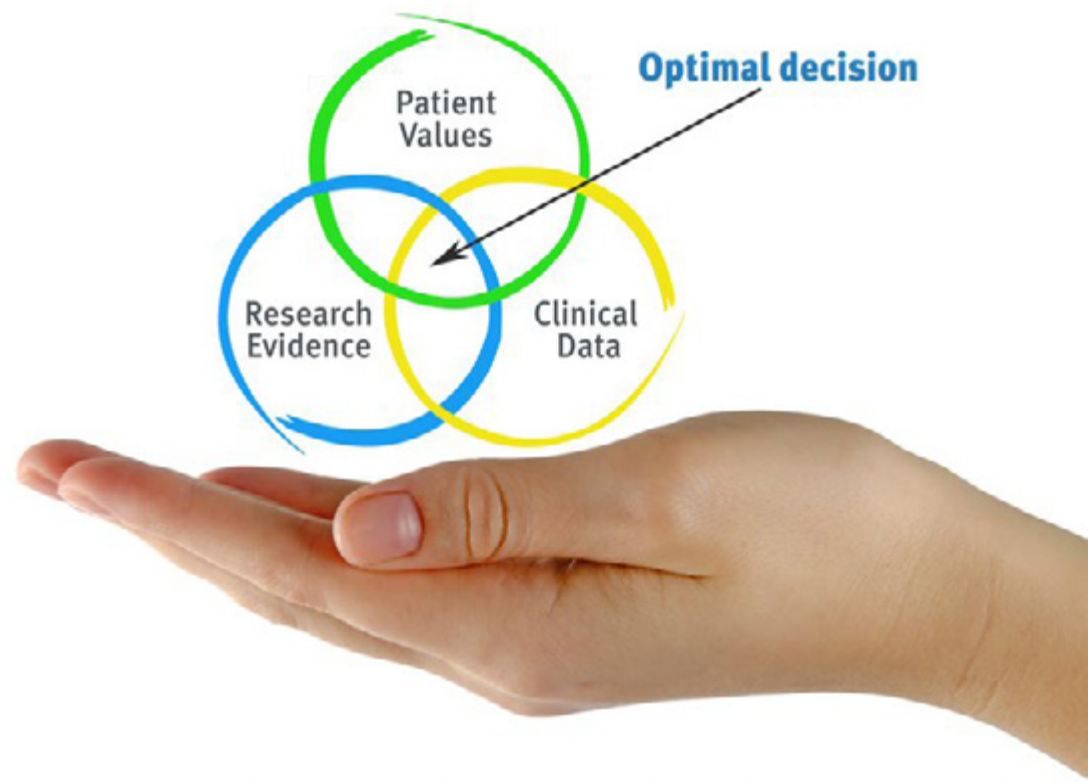 Optimal decision
Patient
Values
Research
Evidence
Clinical
Data